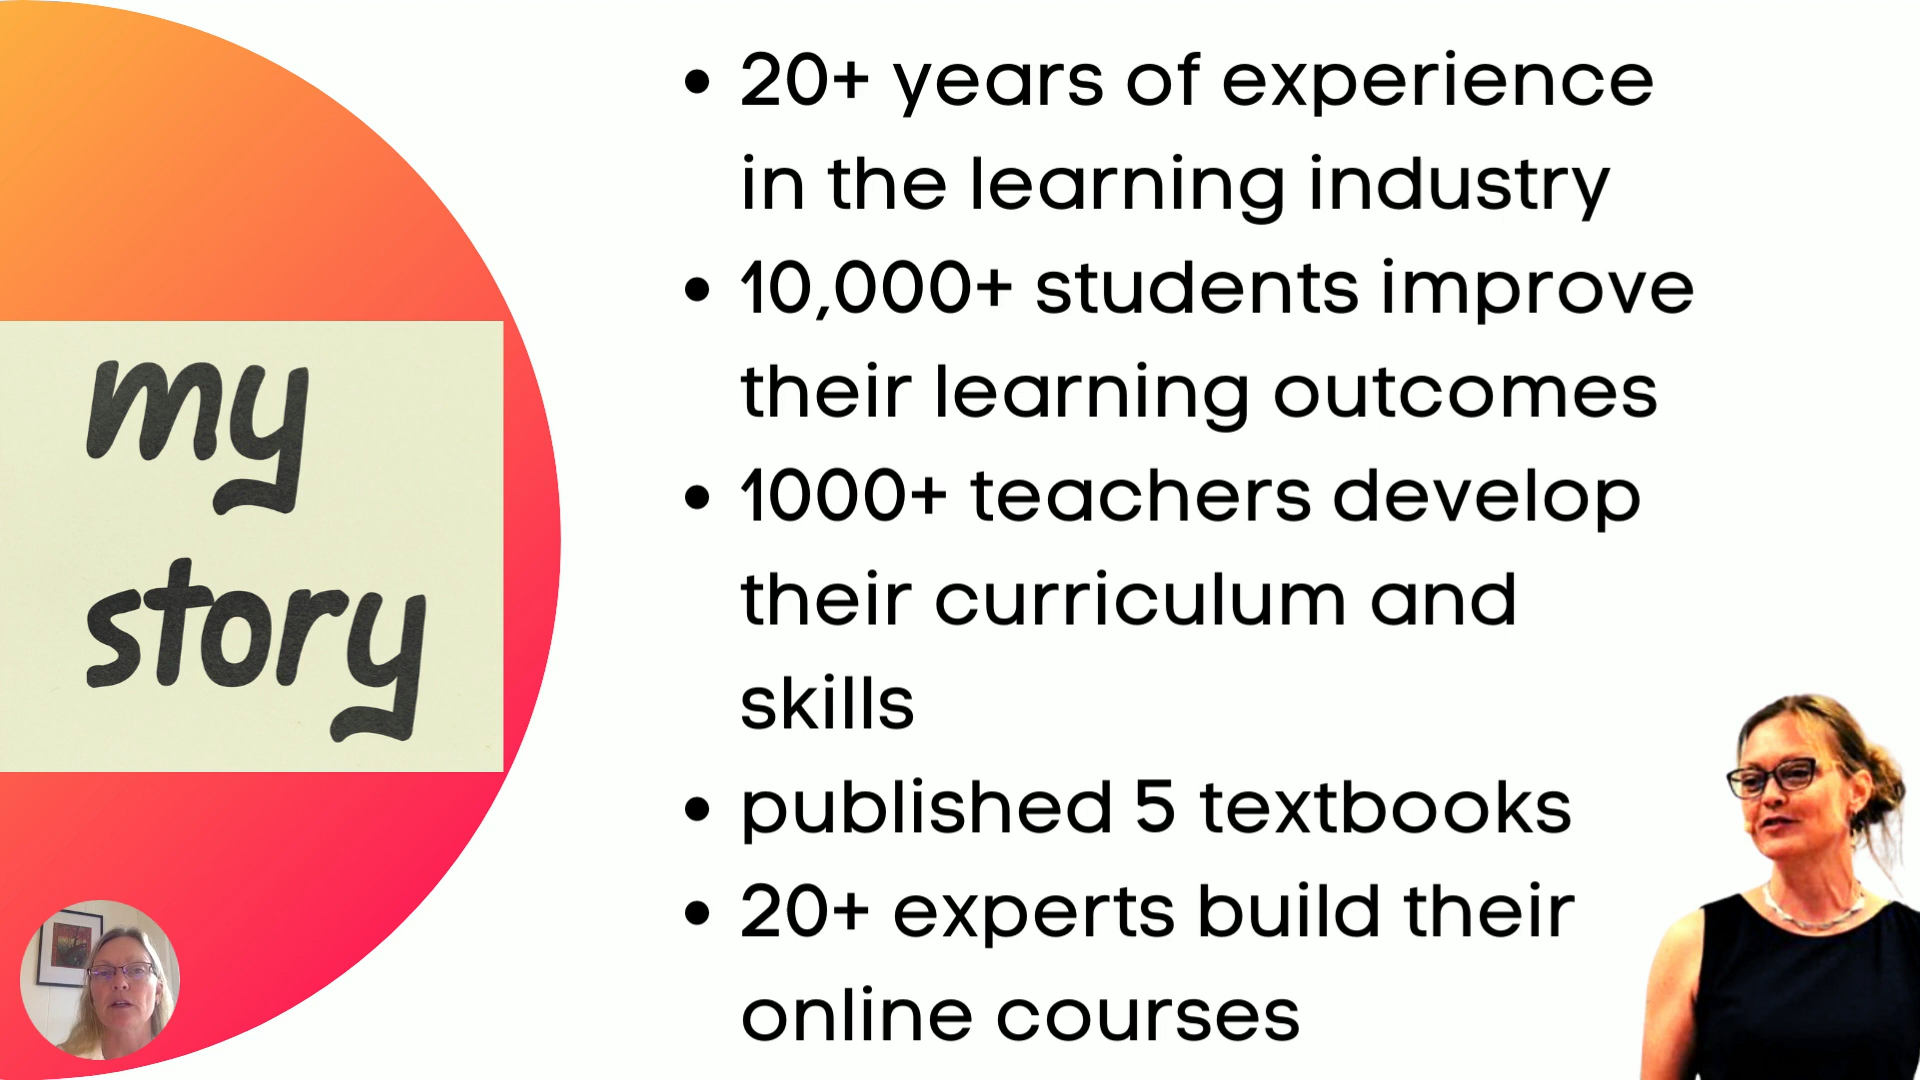 my
story
• 20+ years of experience
in the learning industry
• 10,000+ students improve
their learning outcomes
• 1000+ teachers develop
their curriculum and
skills
• published 5 textbooks
• 20+ experts build their
online courses